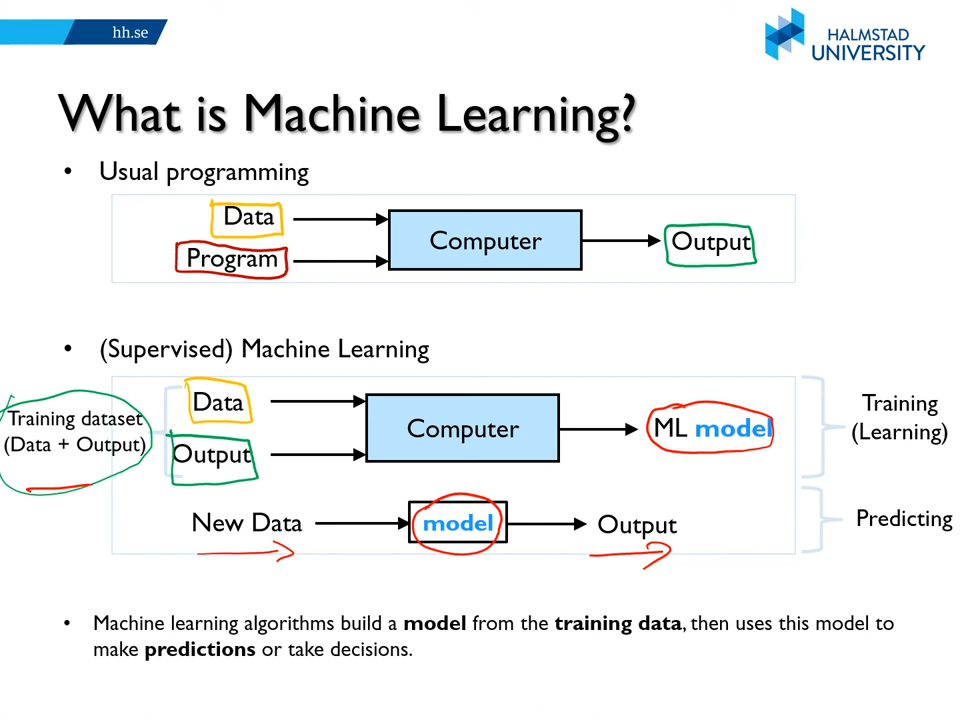 hh.se
HALMSTAD
UNIVERSITY
What is Machine Learning?
• Usual programming
Data
Program
Computer
Output
• (Supervised) Machine Learning
Training dataset
(Data + Output)
Data
Output
Computer
ML model
Training
(Learning)
New Data
model
Output
Predicting
• Machine learning algorithms build a model from the training data, then uses this model to
make predictions or take decisions.